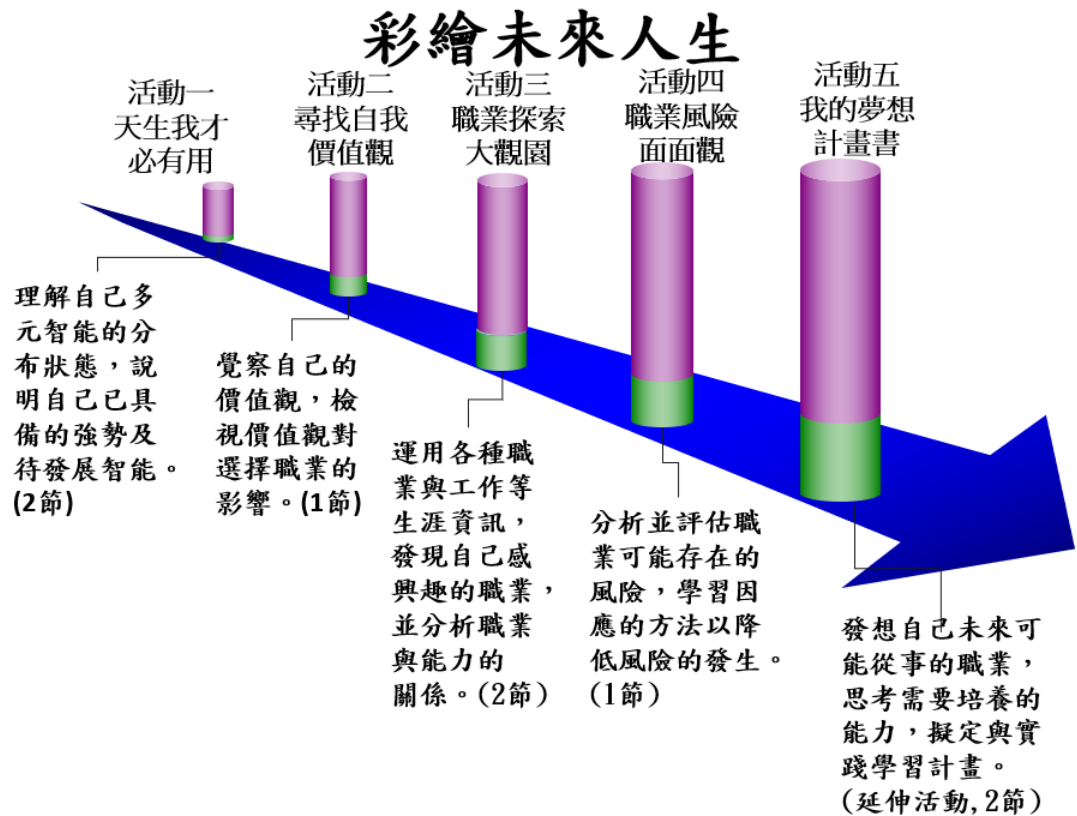 彩繪未來人生
活動一
天生我才
必有用
活動二
尋找自我
價值觀
活動三
職業探索
大觀園
活動四
職業風險
面面觀
活動五
我的夢想
計畫書
理解自己多
元智能的分
布狀態，說
明自己已具
備的強勢及
待發展智能。
(2節)
覺察自己的
價值觀，檢
視價值觀對
選擇職業的
影響。(1節)
運用各種職
業與工作等
生涯資訊，
發現自己感
興趣的職業，
並分析職業
與能力的
關係。(2節)
分析並評估職
業可能存在的
風險，學習因
應的方法以降
低風險的發生。
(1節)
發想自己未來可
能從事的職業，
思考需要培養的
能力，擬定與實
踐學習計畫。
(延伸活動,2節)